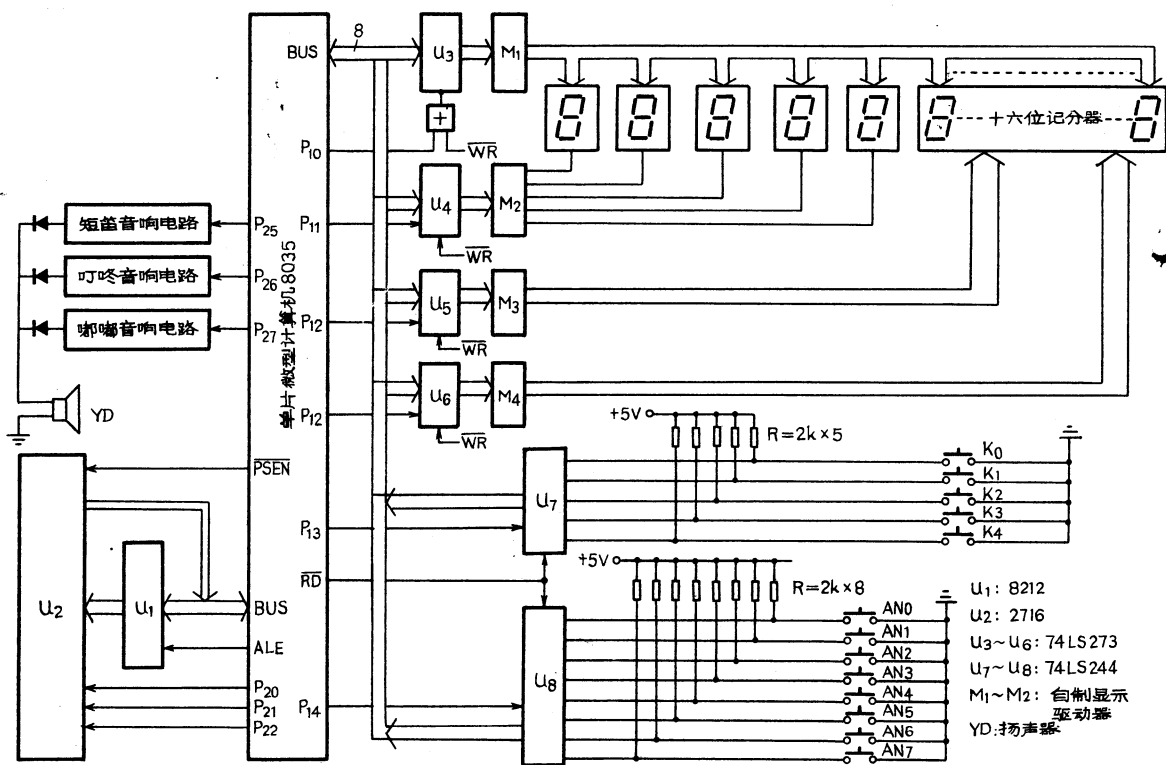 BUS
8
U3
M1
十六位记分器
+
P10
WR
U4
M2
P11
WR
短笛音响电路
P25
叮咚音响电路
P26
嘟嘟音响电路
P27
单片微型计算机8035
U5
M3
P12
WR
U6
M4
P12
WR
YD
+5V
R=2k×5
K0
K1
K2
K3
K4
PSEN
U7
P13
RD
+5V
R=2k×8
U2
U1
BUS
ALE
P20
P21
P22
P14
U8
AN0
AN1
AN2
AN3
AN4
AN5
AN6
AN7
U1: 8212
U2: 2716
U3~U6: 74LS273
U7~U8: 74LS244
M1~M2: 自制显示
驱动器
YD:扬声器